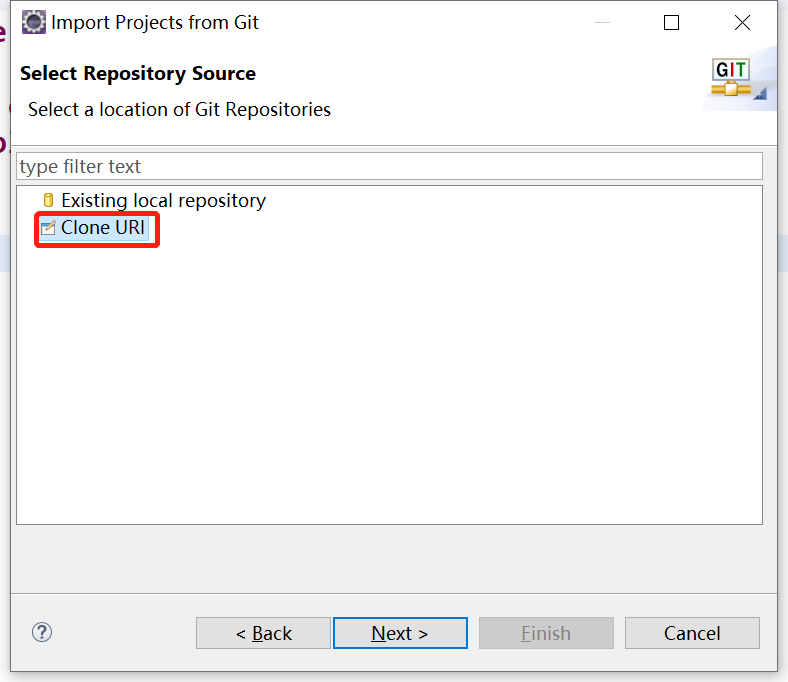 Import Projects from Git
Select Repository Source
Select a location of Git Repositories
GIT
type filter text
Existing local repository
Clone URI
?
< Back
Next >
Finish
Cancel